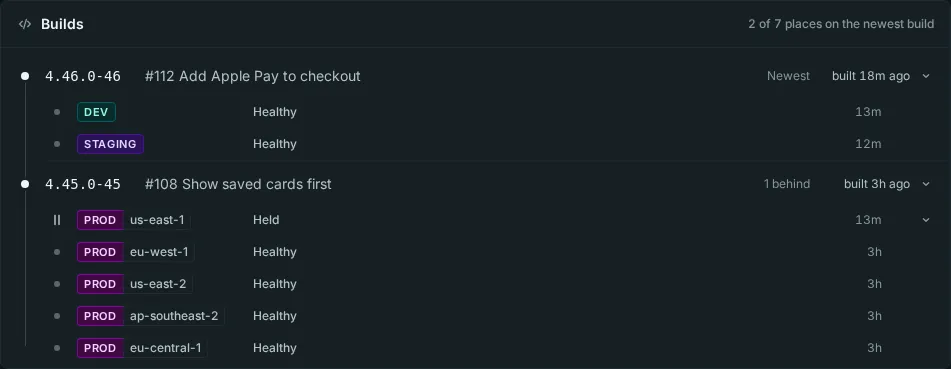 Builds 2 of 7 places on the newest build
4.46.0-46 #112 Add Apple Pay to checkout Newest built 18m ago
DEV Healthy 13m
STAGING Healthy 12m
4.45.0-45 #108 Show saved cards first 1 behind built 3h ago
PROD us-east-1 Held 13m
PROD eu-west-1 Healthy 3h
PROD us-east-2 Healthy 3h
PROD ap-southeast-2 Healthy 3h
PROD eu-central-1 Healthy 3h